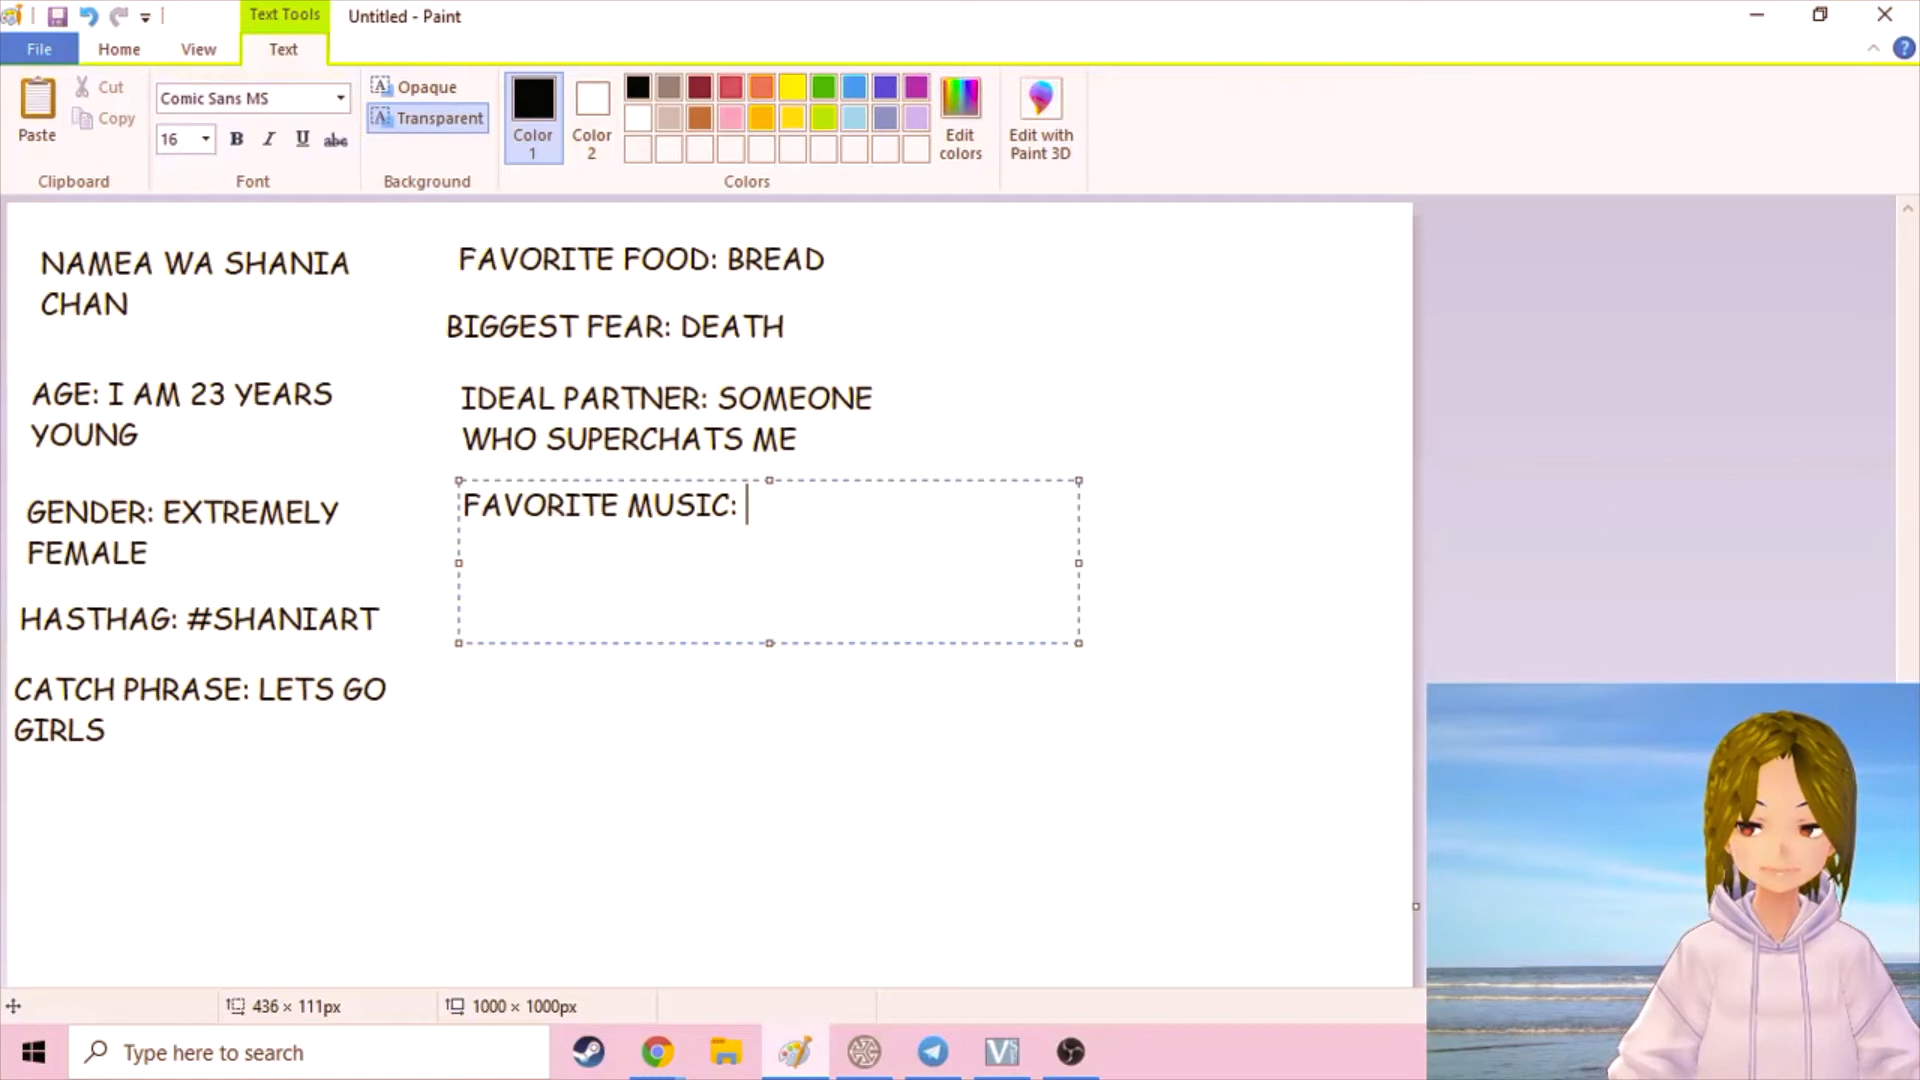 Text Tools
Untitled - Paint
File
Home
View
Text
Paste
Cut
Copy
Clipboard
Comic Sans MS
16
B I U abc
Font
Opaque
Transparent
Background
Color
1
Color
2
Colors
Edit
colors
Edit with
Paint 3D
NAMEA WA SHANIA
CHAN
AGE: I AM 23 YEARS
YOUNG
GENDER: EXTREMELY
FEMALE
HASTHAG: #SHANIART
CATCH PHRASE: LETS GO
GIRLS
FAVORITE FOOD: BREAD
BIGGEST FEAR: DEATH
IDEAL PARTNER: SOMEONE
WHO SUPERCHATS ME
FAVORITE MUSIC:
436 × 111px
1000 × 1000px
Type here to search